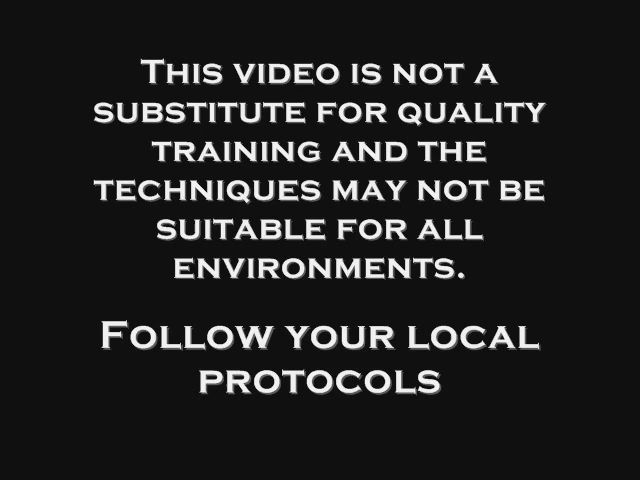 This video is not a
substitute for quality
training and the
techniques may not be
suitable for all
environments.
Follow your local
protocols